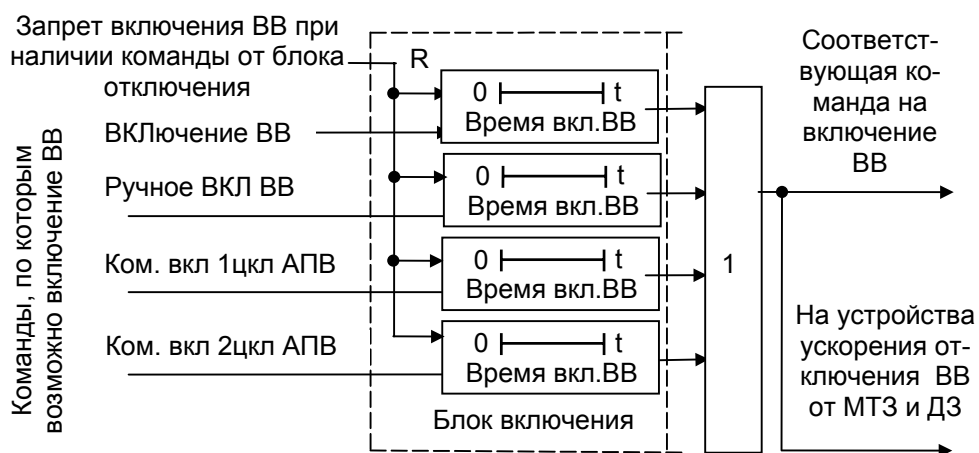 Запрет включения ВВ при
наличии команды от блока
отключения
R
0 t
Время вкл.ВВ
ВКЛючение ВВ
0 t
Время вкл.ВВ
Ручное ВКЛ ВВ
0 t
Время вкл.ВВ
Ком. вкл 1цкл АПВ
0 t
Время вкл.ВВ
Ком. вкл 2цкл АПВ
Блок включения
Команды, по которым
возможно включение ВВ
1
Соответст-
вующая ко-
манда на
включение
ВВ
На устройства
ускорения от-
ключения ВВ
от МТЗ и ДЗ